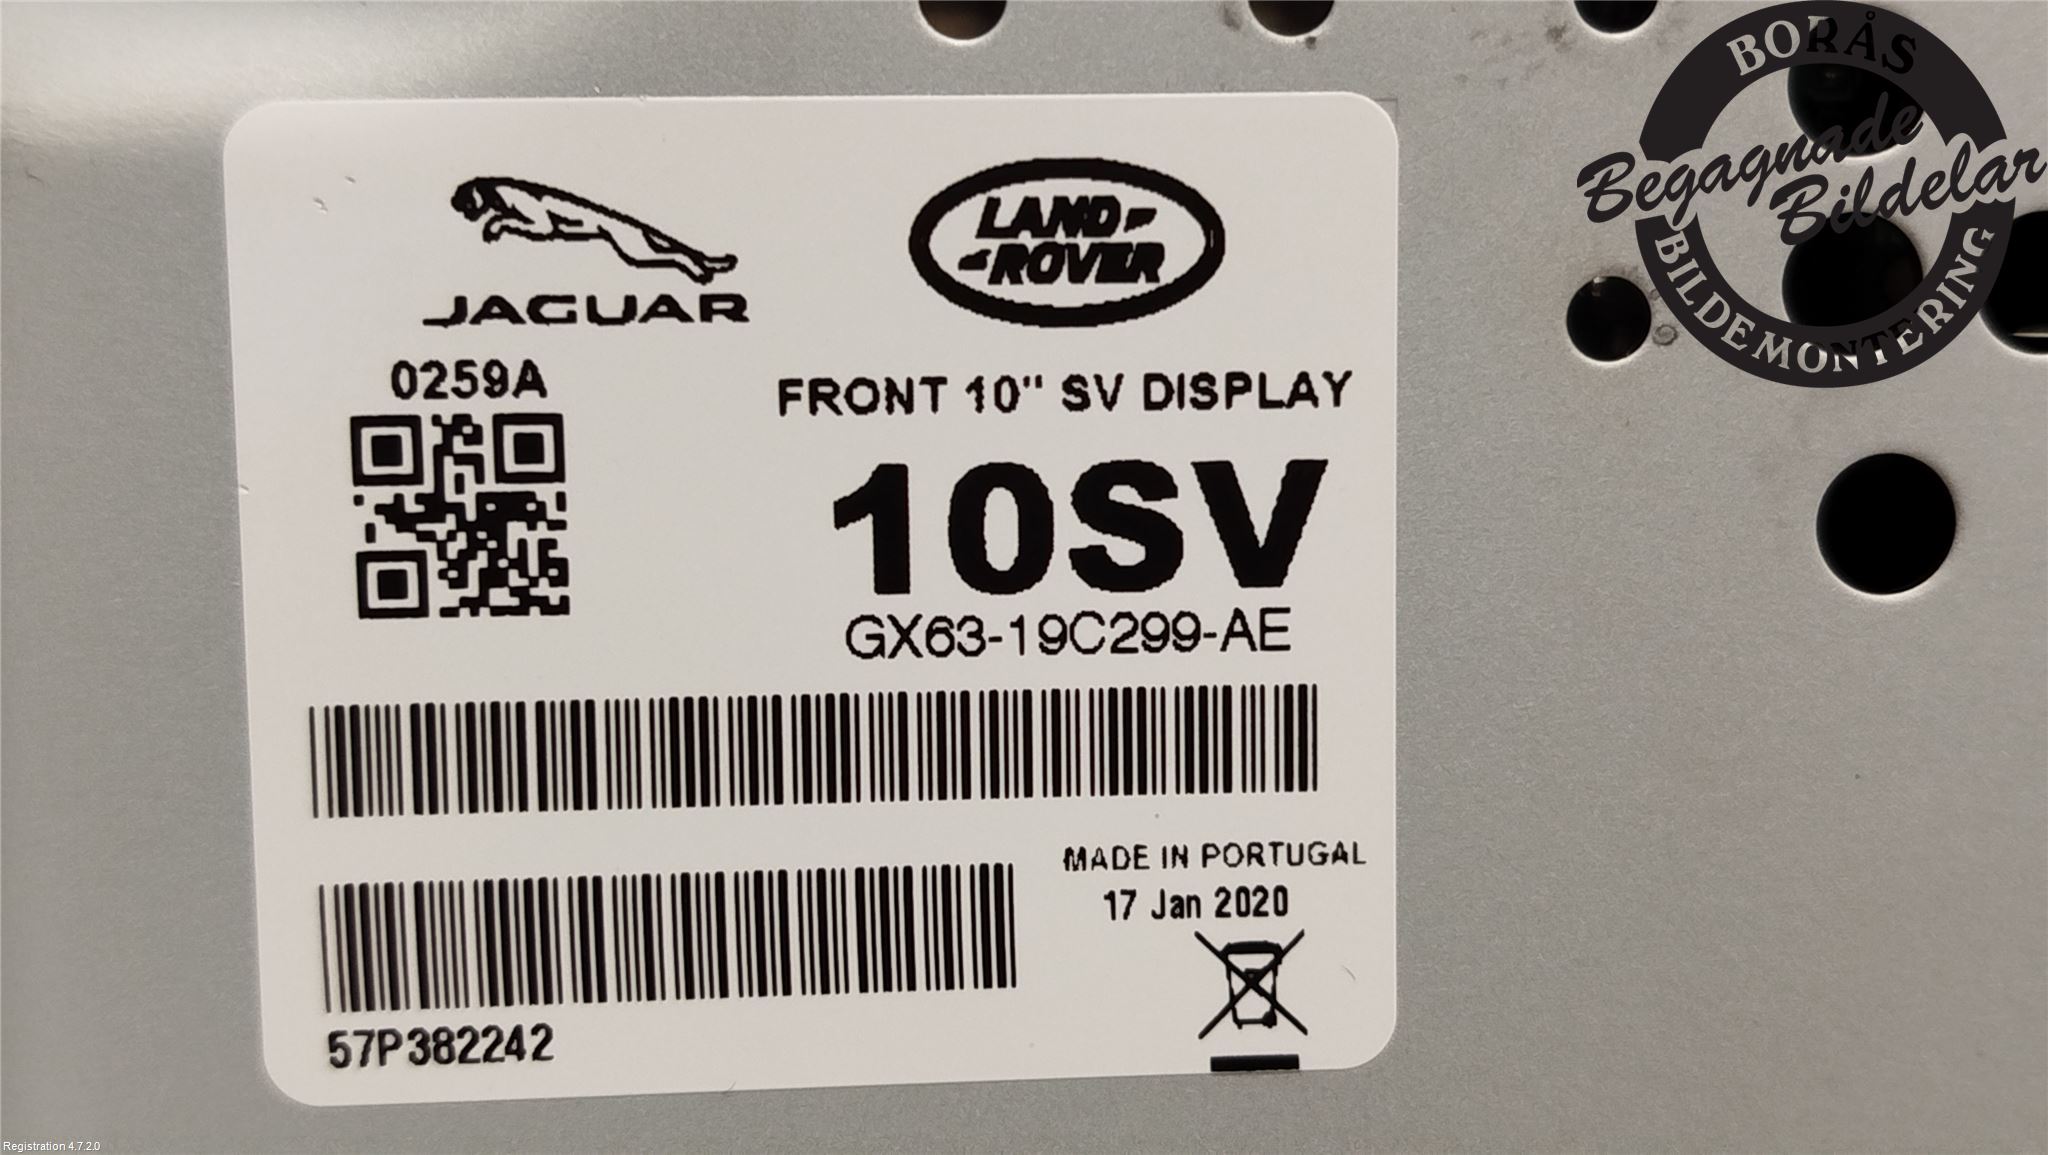 BORÅS
Begagnade
Bildelar
BILDEMONTERING
JAGUAR
LAND
ROVER
0259A
FRONT 10" SV DISPLAY
10SV
GX63-19C299-AE
MADE IN PORTUGAL
17 Jan 2020
57P382242
Registration 4.7.2.0